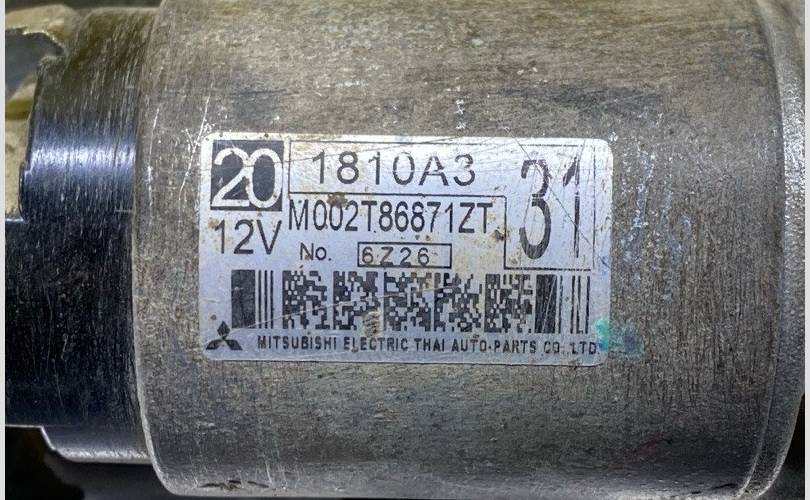 20 1810A3 31
M002T86871ZT
12V
No. 6Z26
MITSUBISHI ELECTRIC THAI AUTO-PARTS CO., LTD.